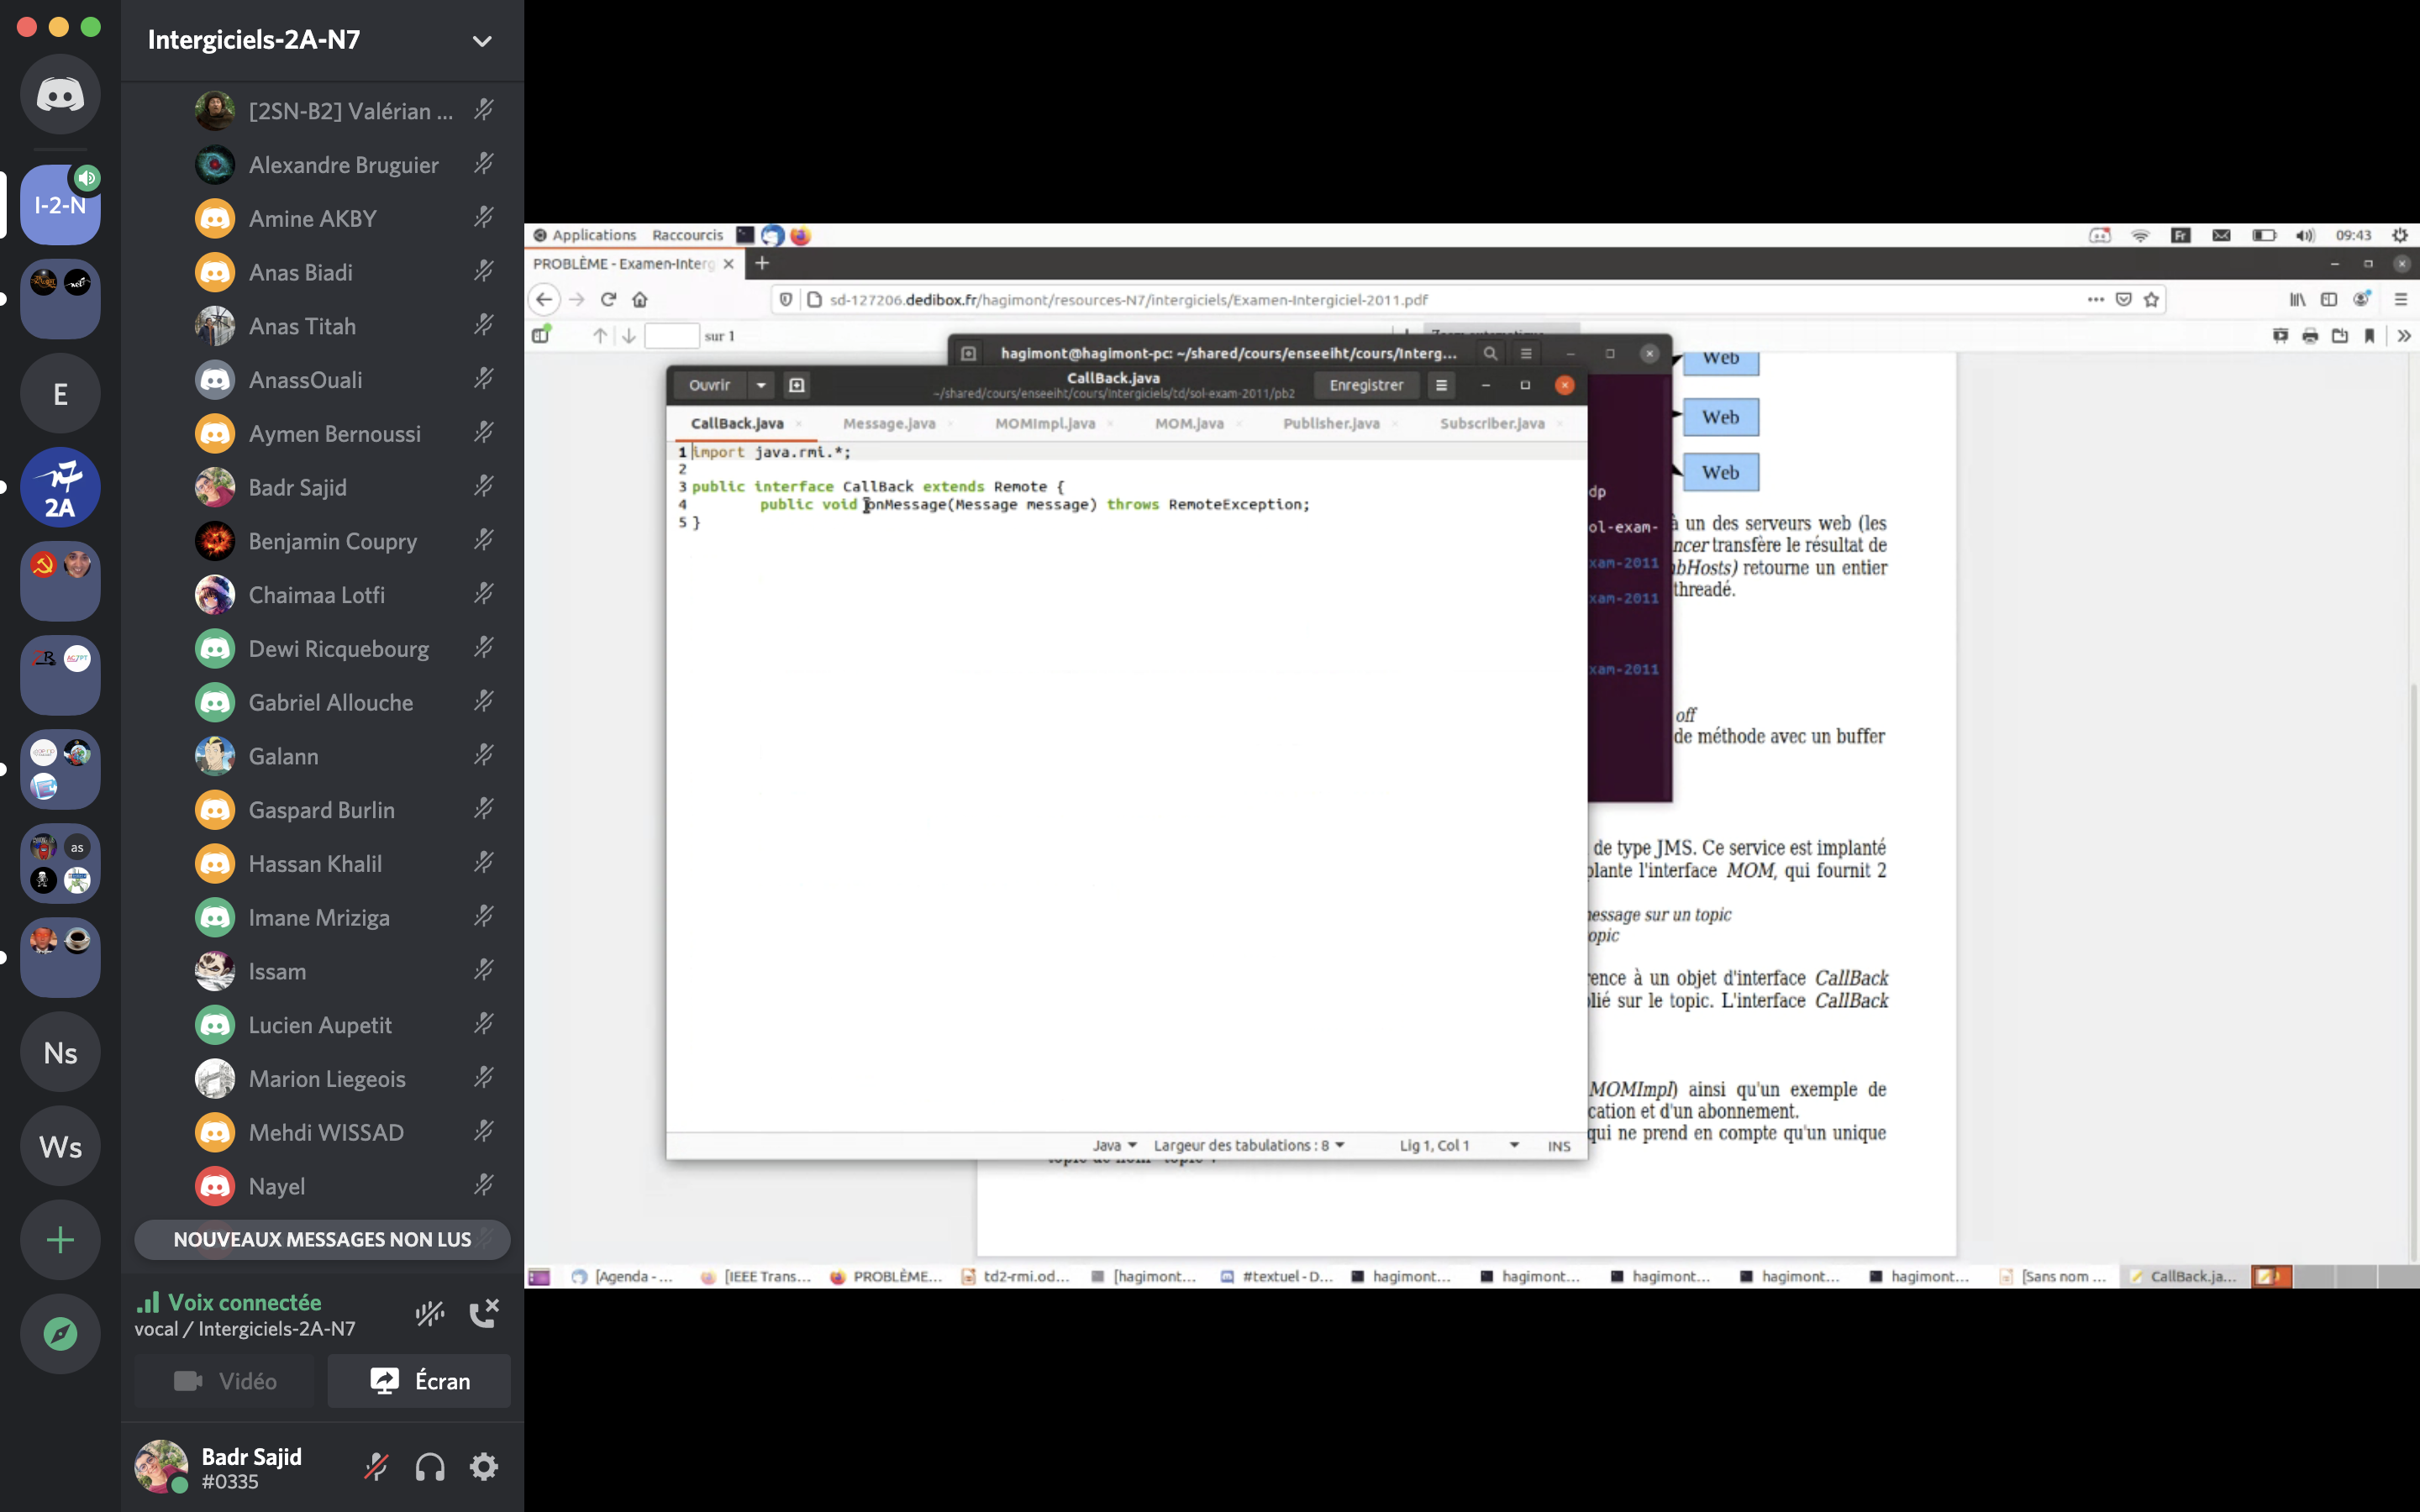 Intergiciels-2A-N7
[2SN-B2] Valérian ...
Alexandre Bruguier
I-2-N
Amine AKBY
Anas Biadi
Anas Titah
AnassOuali
E
Aymen Bernoussi
Badr Sajid
2A
Benjamin Coupry
Chaimaa Lotfi
Dewi Ricquebourg
Gabriel Allouche
Galann
Gaspard Burlin
as
Hassan Khalil
Imane Mriziga
Issam
Lucien Aupetit
Ns
Marion Liegeois
Mehdi WISSAD
Ws
Nayel
NOUVEAUX MESSAGES NON LUS
Voix connectée
vocal / Intergiciels-2A-N7
Vidéo
Écran
Badr Sajid
#0335
Applications Raccourcis
Fr
09:43
PROBLÈME - Examen-Interg
sd-127206.dedibox.fr/hagimont/resources-N7/intergiciels/Examen-Intergiciel-2011.pdf
sur 1
hagimont@hagimont-pc: ~/shared/cours/enseeiht/cours/Interg...
Ouvrir
CallBack.java
~/shared/cours/enseeiht/cours/Intergiciels/td/sol-exam-2011/pb2
Enregistrer
CallBack.java Message.java MOMImpl.java MOM.java Publisher.java Subscriber.java
1 import java.rmi.*;
2
3 public interface CallBack extends Remote {
4 public void onMessage(Message message) throws RemoteException;
5 }
Java Largeur des tabulations : 8 Lig 1, Col 1 INS
Web
Web
Web
dp
ol-exam-
xam-2011
xam-2011
xam-2011
à un des serveurs web (les
ncer transfère le résultat de
bHosts) retourne un entier
threadé.
off
de méthode avec un buffer
de type JMS. Ce service est implanté
plante l'interface MOM, qui fournit 2
essage sur un topic
opic
rence à un objet d'interface CallBack
lié sur le topic. L'interface CallBack
MOMImpl) ainsi qu'un exemple de
cation et d'un abonnement.
qui ne prend en compte qu'un unique
[Agenda - ... [IEEE Trans... PROBLÈME... td2-rmi.od... [hagimont... #textuel - D... hagimont... hagimont... hagimont... hagimont... hagimont... [Sans nom ... CallBack.ja...